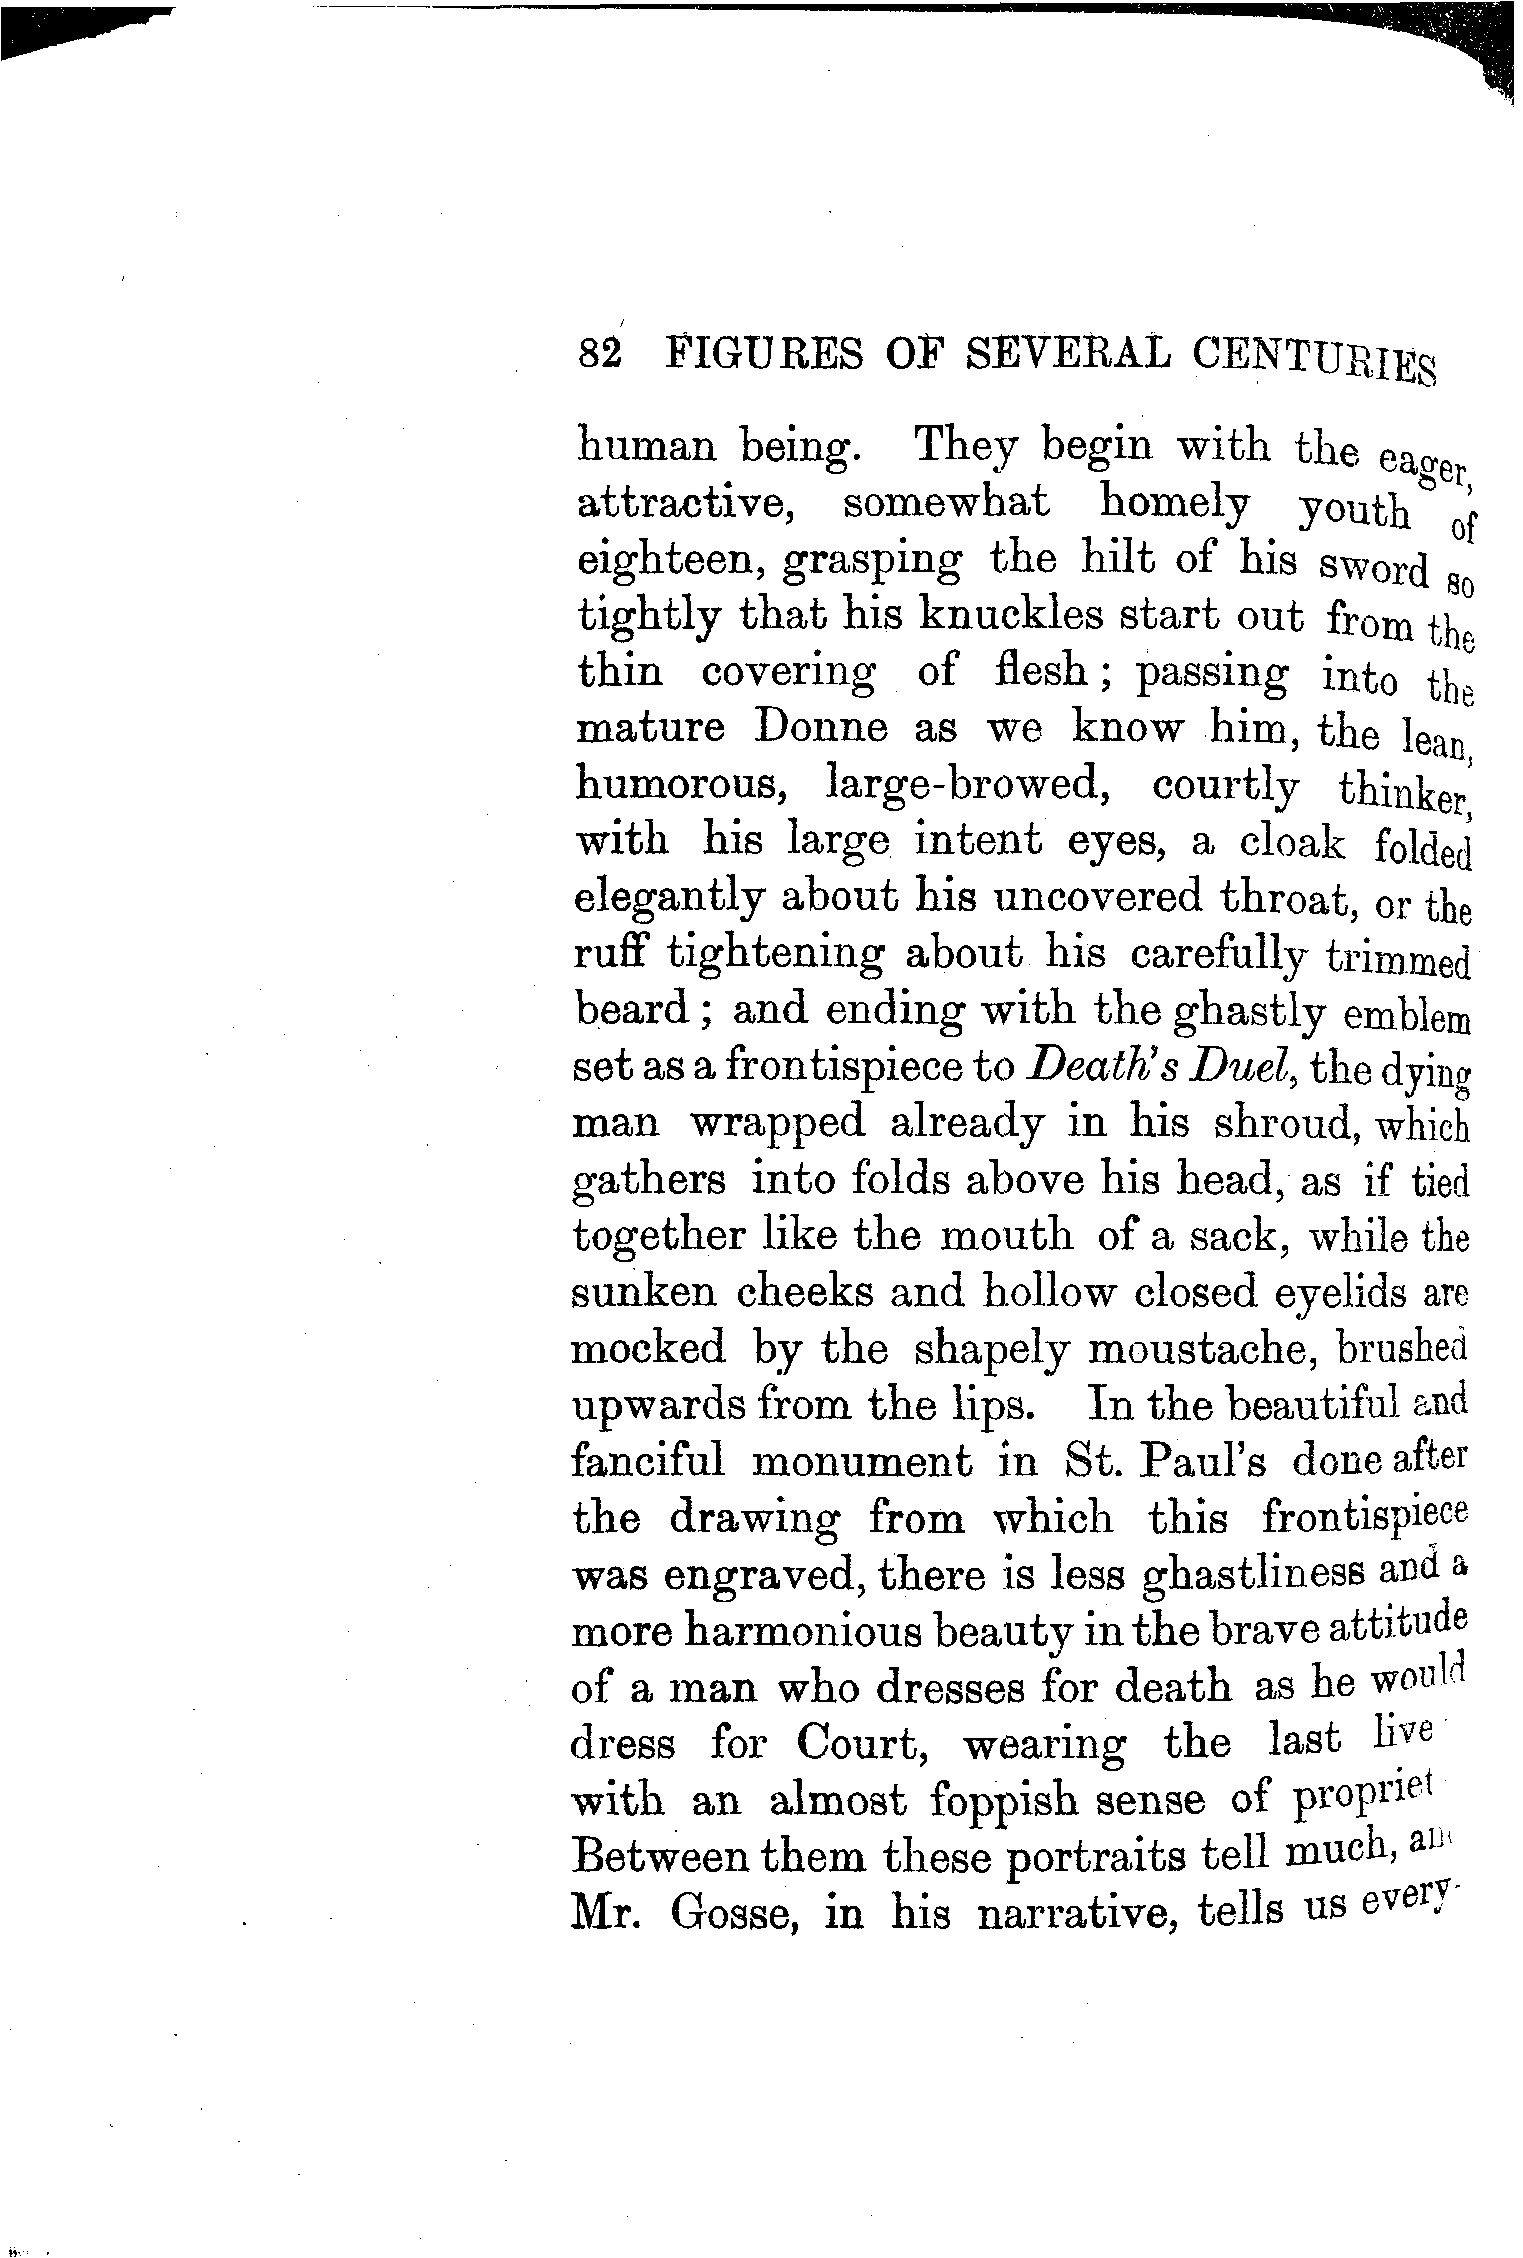 82 FIGURES OF SEVERAL CENTURIES
human being. They begin with the eager,
attractive, somewhat homely youth of
eighteen, grasping the hilt of his sword so
tightly that his knuckles start out from the
thin covering of flesh; passing into the
mature Donne as we know him, the lean,
humorous, large-browed, courtly thinker,
with his large intent eyes, a cloak folded
elegantly about his uncovered throat, or the
ruff tightening about his carefully trimmed
beard; and ending with the ghastly emblem
set as a frontispiece to Death's Duel, the dying
man wrapped already in his shroud, which
gathers into folds above his head, as if tied
together like the mouth of a sack, while the
sunken cheeks and hollow closed eyelids are
mocked by the shapely moustache, brushed
upwards from the lips. In the beautiful and
fanciful monument in St. Paul's done after
the drawing from which this frontispiece
was engraved, there is less ghastliness and a
more harmonious beauty in the brave attitude
of a man who dresses for death as he would
dress for Court, wearing the last live
with an almost foppish sense of propriet
Between them these portraits tell much, an
Mr. Gosse, in his narrative, tells us every-